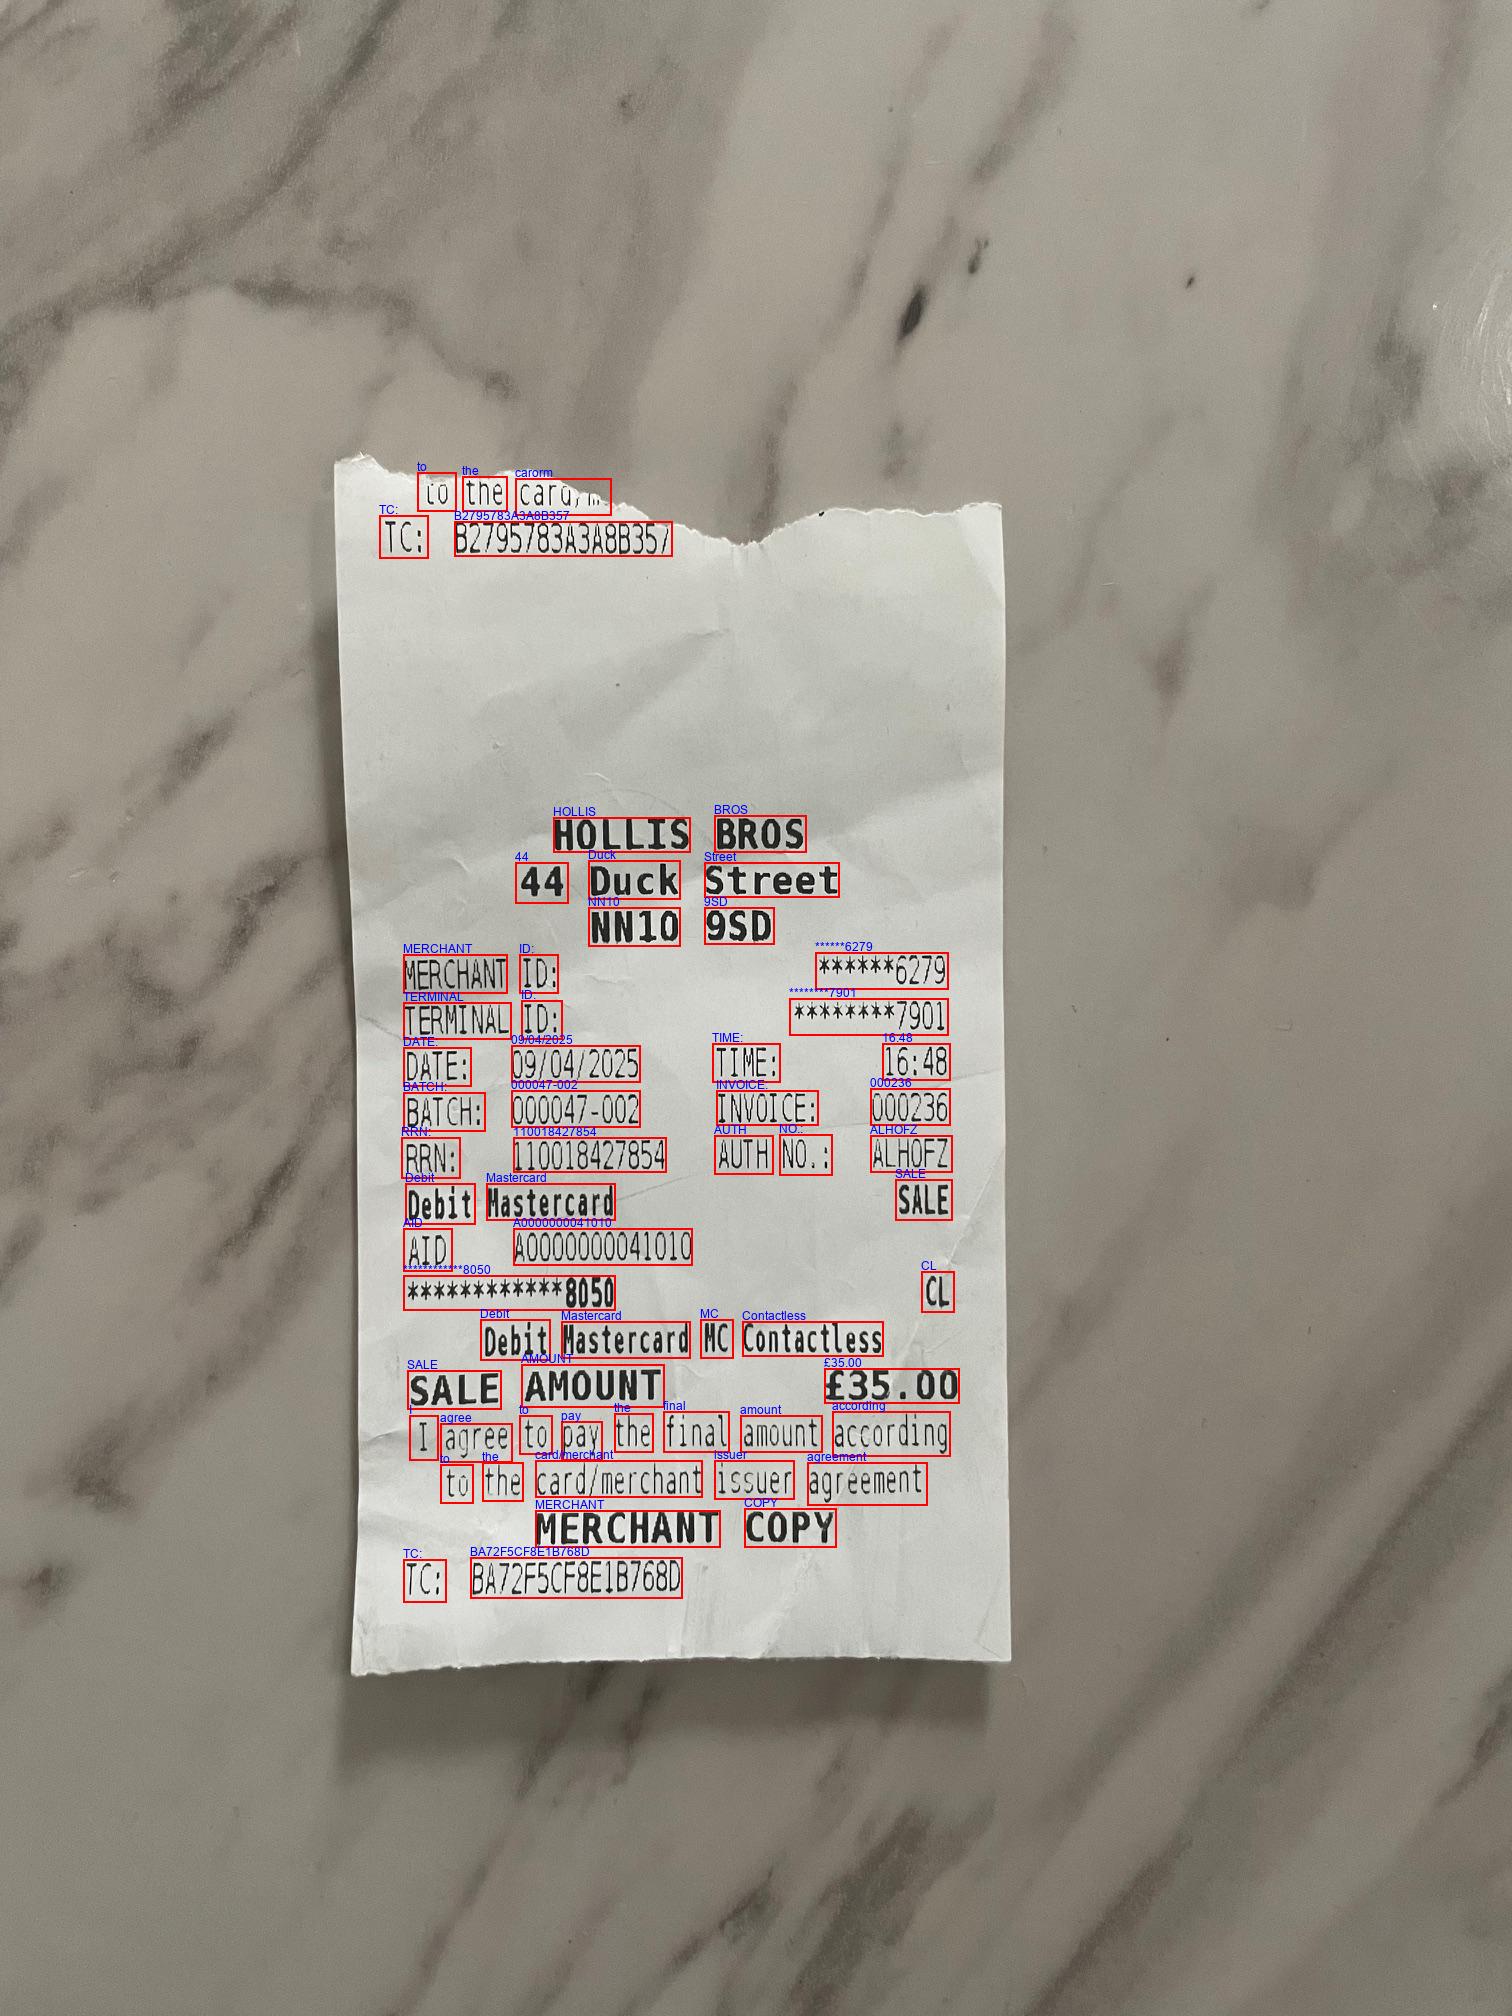 to the
TC: B2795783A3A8B357
HOLLIS BROS
44 Duck Street
NN10 9SD
MERCHANT ID: ******6279
TERMINAL ID: ********7901
DATE: 09/04/2025 TIME: 16:48
BATCH: 000047-002 INVOICE: 000236
RRN: 110018427854 AUTH NO.: ALHOFZ
Debit Mastercard SALE
AID A0000000041010
************8050 CL
Debit Mastercard MC Contactless
SALE AMOUNT £35.00
I agree to pay the final amount according
to the card/merchant issuer agreement
MERCHANT COPY
TC: BA72F5CF8E1B768D